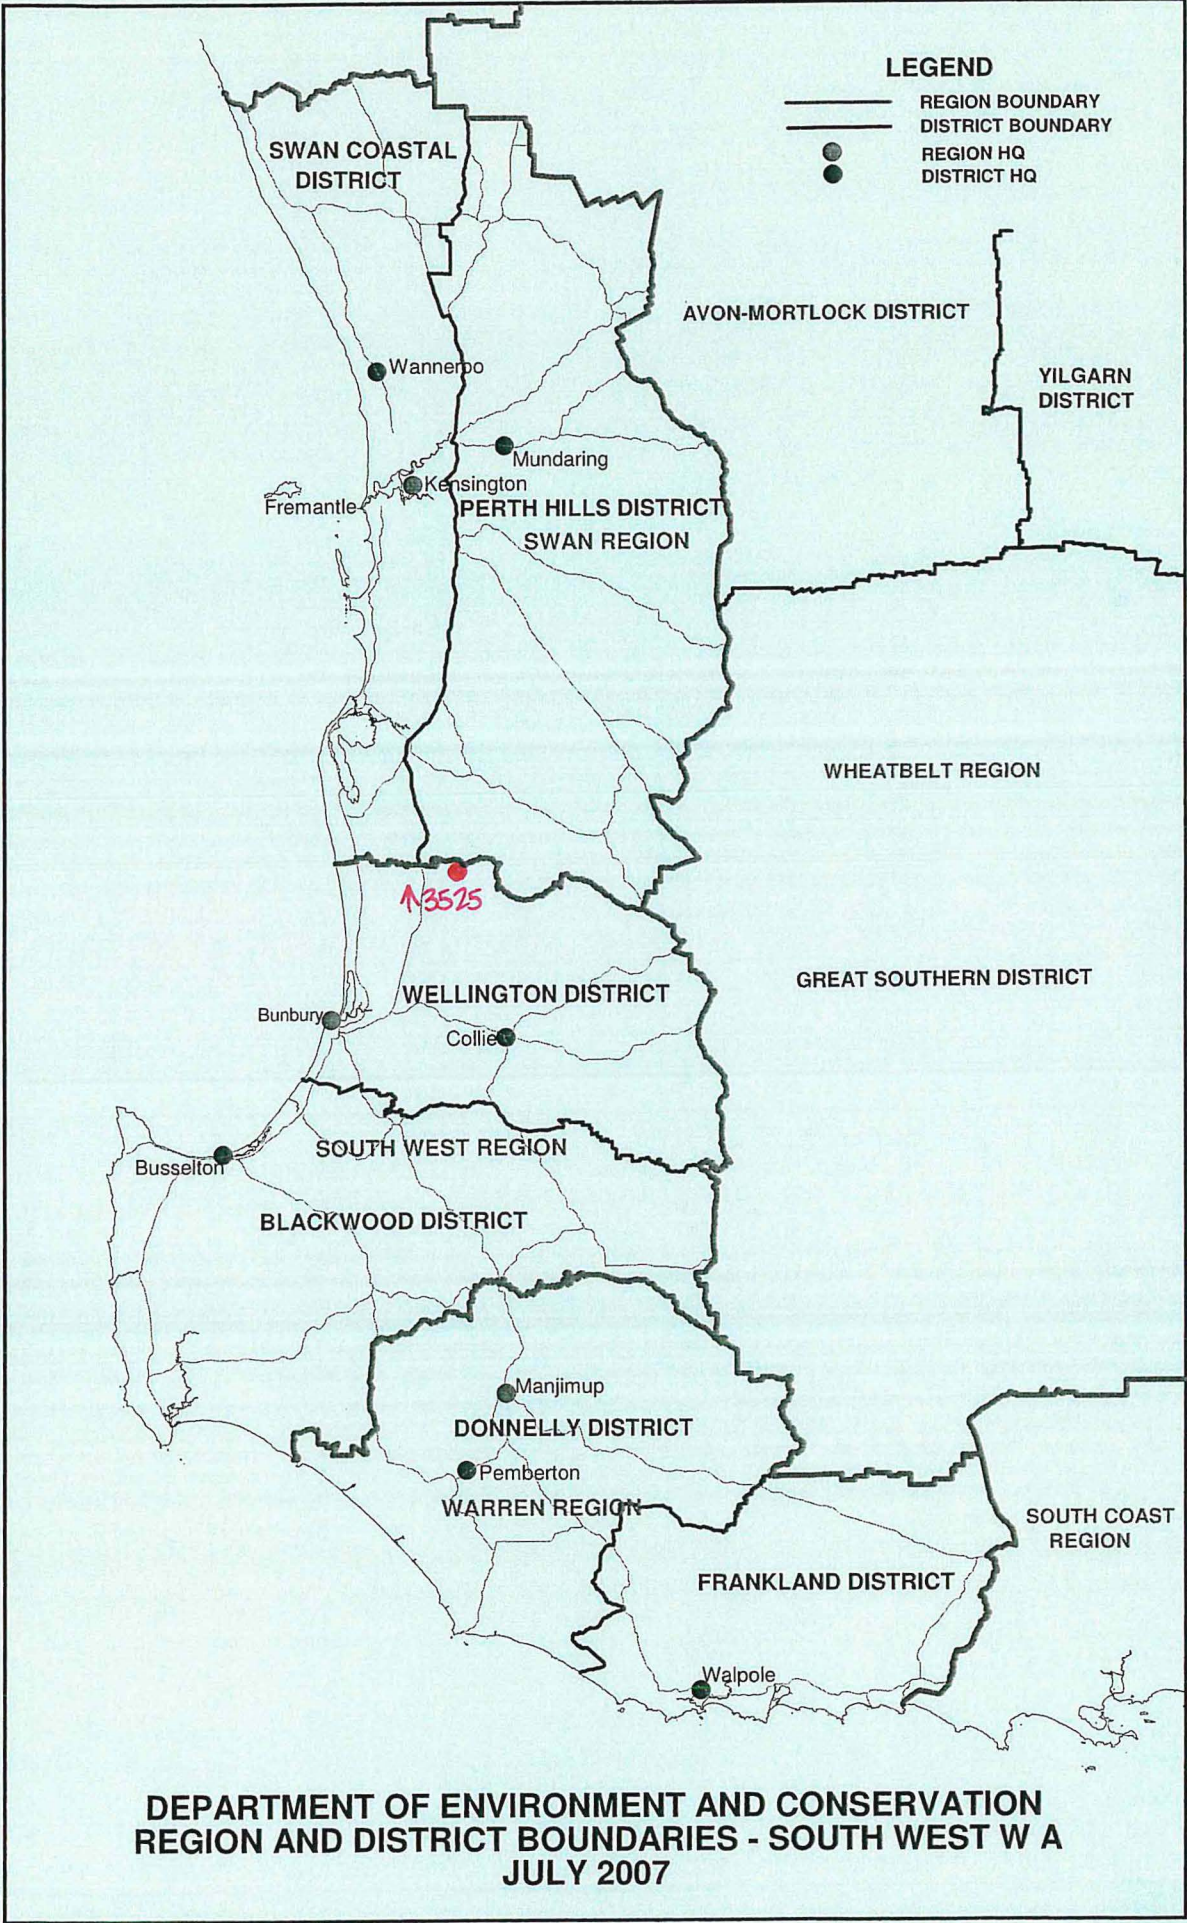 LEGEND
REGION BOUNDARY
DISTRICT BOUNDARY
REGION HQ
DISTRICT HQ
SWAN COASTAL
DISTRICT
AVON-MORTLOCK DISTRICT
YILGARN
DISTRICT
Wanneroo
Mundaring
Kensington
Fremantle
PERTH HILLS DISTRICT
SWAN REGION
WHEATBELT REGION
↑3525
GREAT SOUTHERN DISTRICT
WELLINGTON DISTRICT
Bunbury
Collie
SOUTH WEST REGION
Busselton
BLACKWOOD DISTRICT
Manjimup
DONNELLY DISTRICT
Pemberton
WARREN REGION
SOUTH COAST
REGION
FRANKLAND DISTRICT
Walpole
DEPARTMENT OF ENVIRONMENT AND CONSERVATION
REGION AND DISTRICT BOUNDARIES - SOUTH WEST W A
JULY 2007